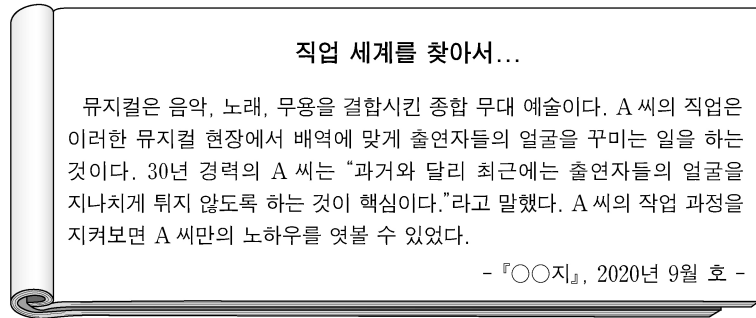 직업 세계를 찾아서…
뮤지컬은 음악, 노래, 무용을 결합시킨 종합 무대 예술이다. A 씨의 직업은
이러한 뮤지컬 현장에서 배역에 맞게 출연자들의 얼굴을 꾸미는 일을 하는
것이다. 30년 경력의 A 씨는 “과거와 달리 최근에는 출연자들의 얼굴을
지나치게 튀지 않도록 하는 것이 핵심이다.”라고 말했다. A 씨의 작업 과정을
지켜보면 A 씨만의 노하우를 엿볼 수 있었다.
- 『○○지』, 2020년 9월 호 -